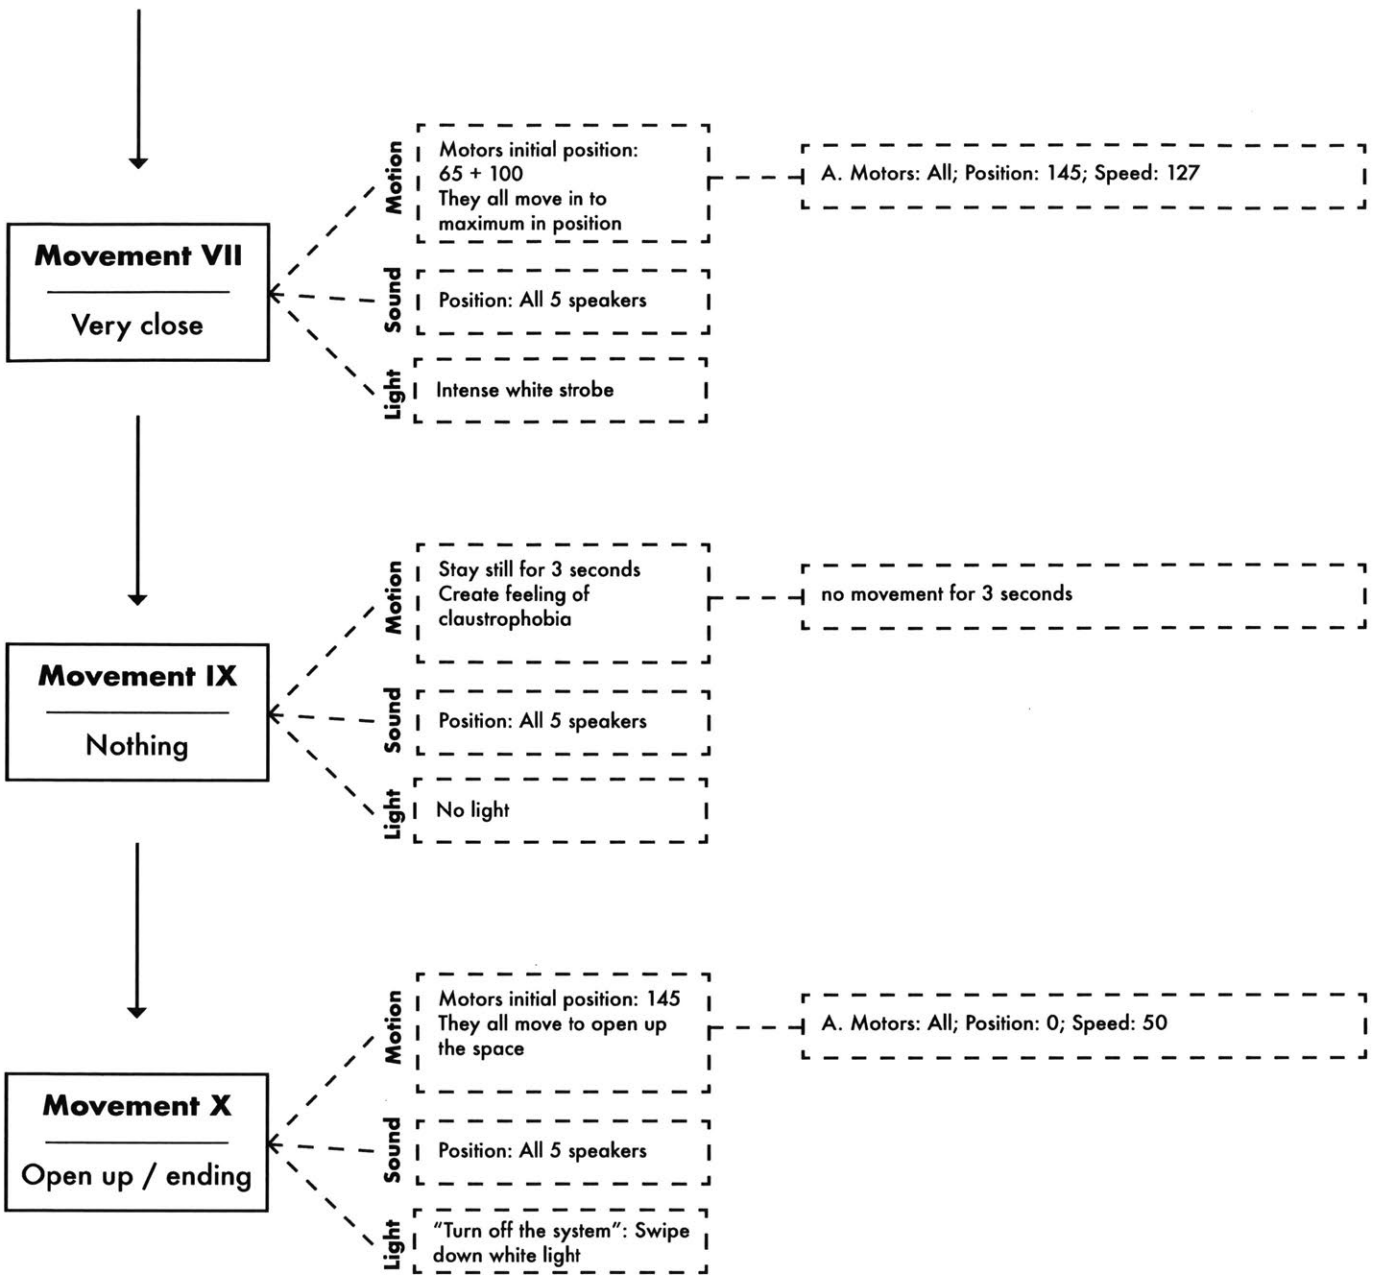 Movement VII
Very close
Motion
Motors initial position:
65 + 100
They all move in to
maximum in position
A. Motors: All; Position: 145; Speed: 127
Sound
Position: All 5 speakers
Light
Intense white strobe
Movement IX
Nothing
Motion
Stay still for 3 seconds
Create feeling of
claustrophobia
no movement for 3 seconds
Sound
Position: All 5 speakers
Light
No light
Movement X
Open up / ending
Motion
Motors initial position: 145
They all move to open up
the space
A. Motors: All; Position: 0; Speed: 50
Sound
Position: All 5 speakers
Light
“Turn off the system”: Swipe
down white light